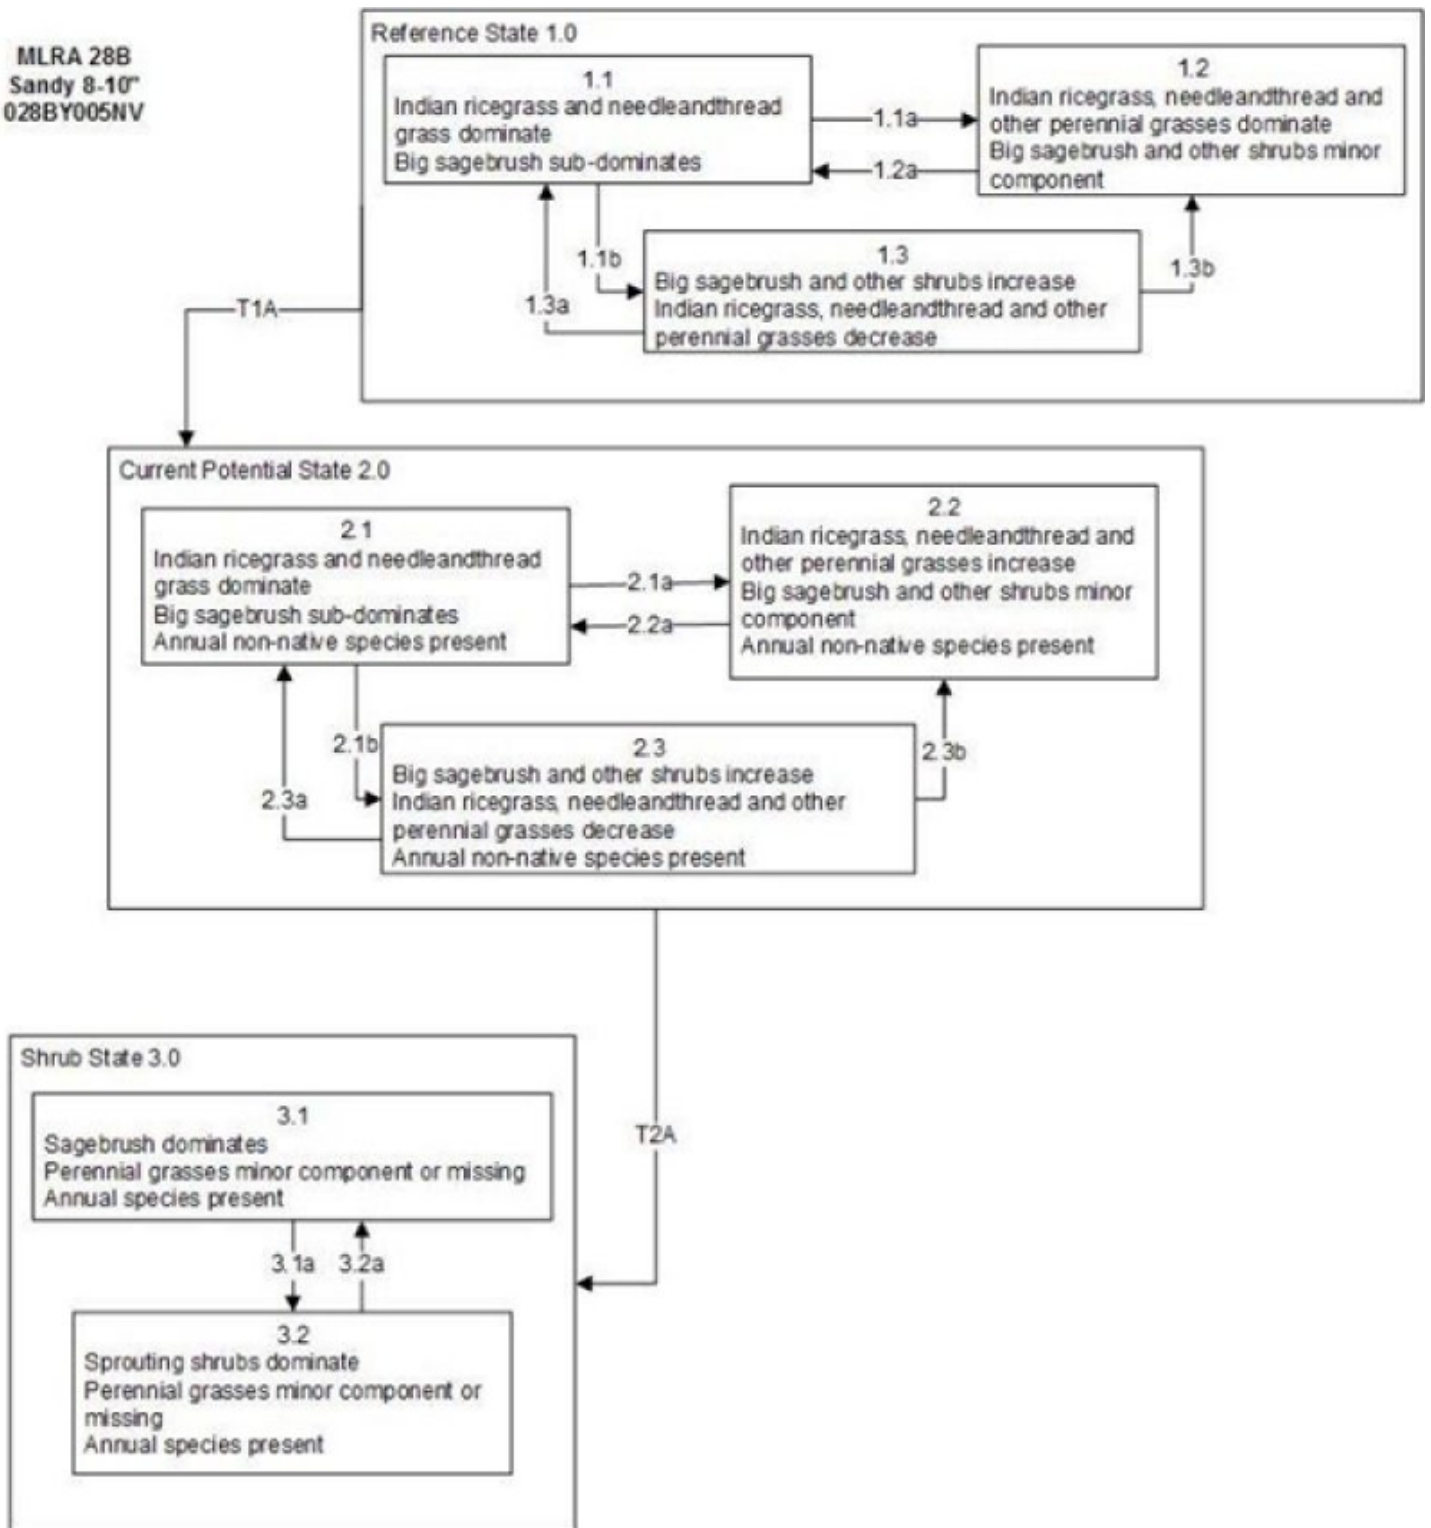 MLRA 28B
Sandy 8-10"
028BY005NV
Reference State 1.0
1.1
Indian ricegrass and needleandthread
grass dominate
Big sagebrush sub-dominates
1.1a
1.2a
1.2
Indian ricegrass, needleandthread and
other perennial grasses dominate
Big sagebrush and other shrubs minor
component
1.1b
1.3a
1.3
Big sagebrush and other shrubs increase
Indian ricegrass, needleandthread and other
perennial grasses decrease
1.3b
T1A
Current Potential State 2.0
2.1
Indian ricegrass and needleandthread
grass dominate
Big sagebrush sub-dominates
Annual non-native species present
2.1a
2.2a
2.2
Indian ricegrass, needleandthread and
other perennial grasses increase
Big sagebrush and other shrubs minor
component
Annual non-native species present
2.1b
2.3a
2.3
Big sagebrush and other shrubs increase
Indian ricegrass, needleandthread and other
perennial grasses decrease
Annual non-native species present
2.3b
T2A
Shrub State 3.0
3.1
Sagebrush dominates
Perennial grasses minor component or missing
Annual species present
3.1a
3.2a
3.2
Sprouting shrubs dominate
Perennial grasses minor component or
missing
Annual species present